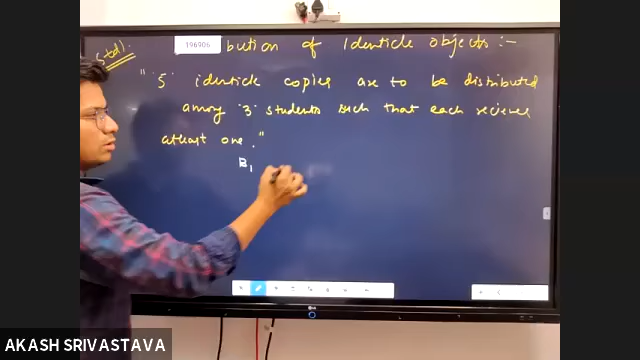 Std).
196906 bution of Identicle objects :-
"5' identicle copies are to be distributed
among '3' students such that each recieves
atleast one."
B1
LG
AKASH SRIVASTAVA